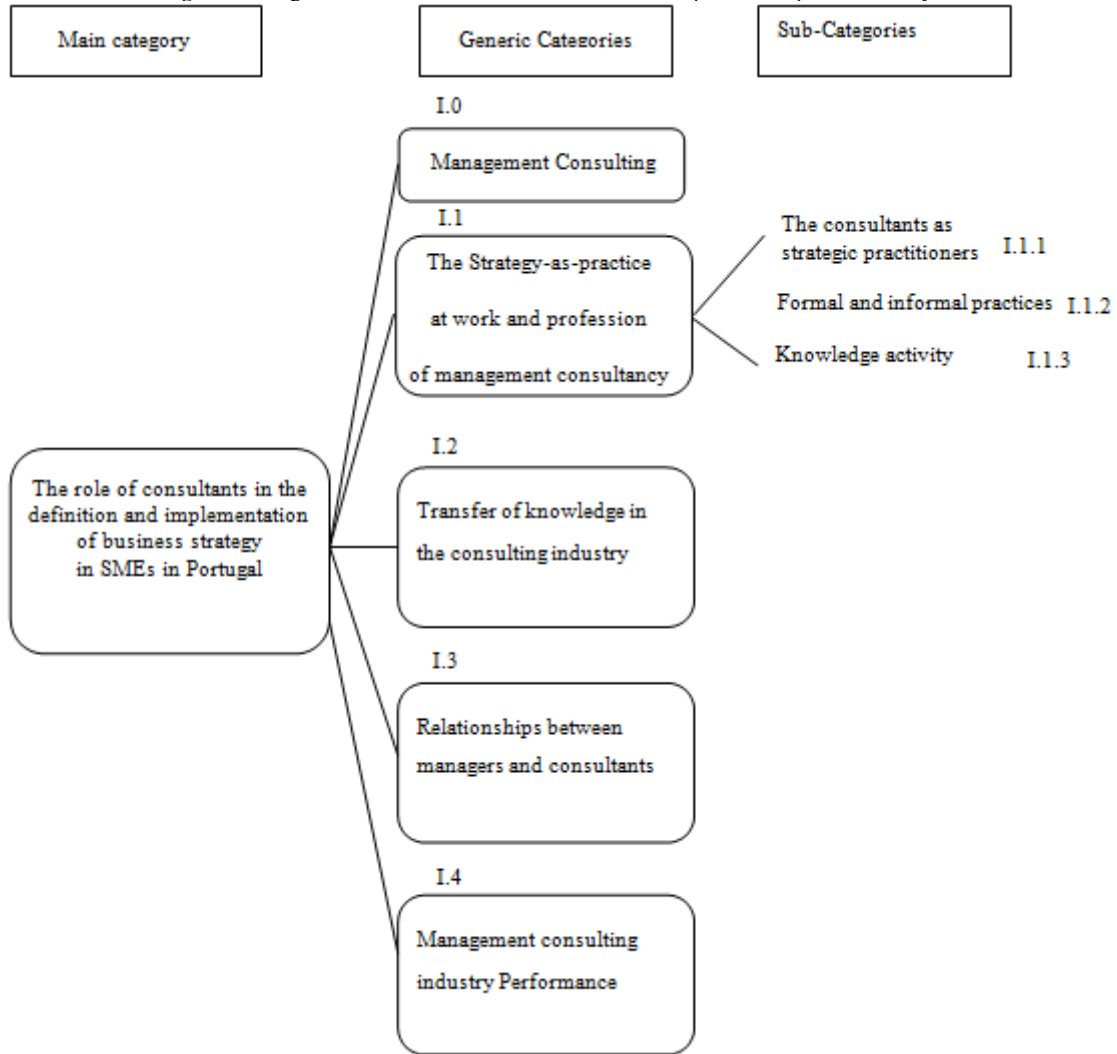 Main category
Generic Categories
Sub-Categories
I.0
Management Consulting
I.1
The Strategy-as-practice
at work and profession
of management consultancy
The consultants as
strategic practitioners I.1.1
Formal and informal practices I.1.2
Knowledge activity I.1.3
The role of consultants in the
definition and implementation
of business strategy
in SMEs in Portugal
I.2
Transfer of knowledge in
the consulting industry
I.3
Relationships between
managers and consultants
I.4
Management consulting
industry Performance